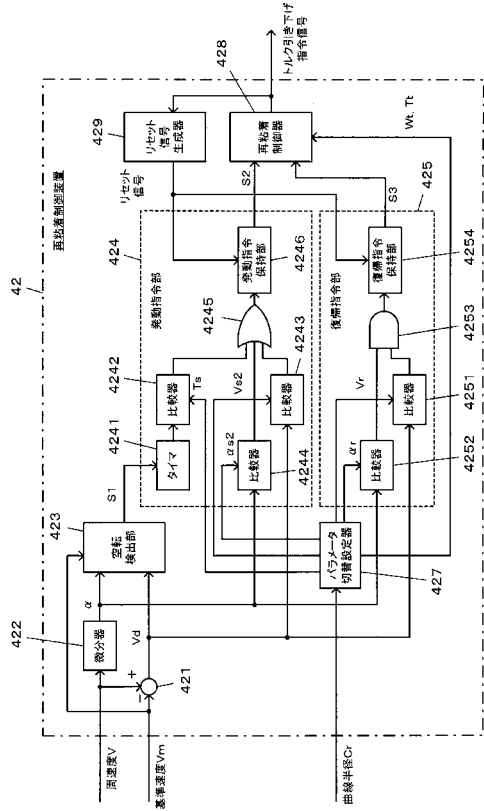 42
再粘着制御装置
周速度V
基準速度Vm
曲線半径Cr
422
微分器
421
+
−
α
Vd
423
空転
検出部
S1
424
発動指令部
4241
タイマ
4242
比較器
Ts
4244
比較器
αs2
4243
比較器
Vs2
4245
4246
発動指令
保持部
S2
429
リセット
信号
生成器
リセット
信号
428
再粘着
制御器
トルク引き下げ
指令信号
427
パラメータ
切替設定器
425
復帰指令部
4252
比較器
αr
4251
比較器
Vr
4253
4254
復帰指令
保持部
S3
Wt, Tt